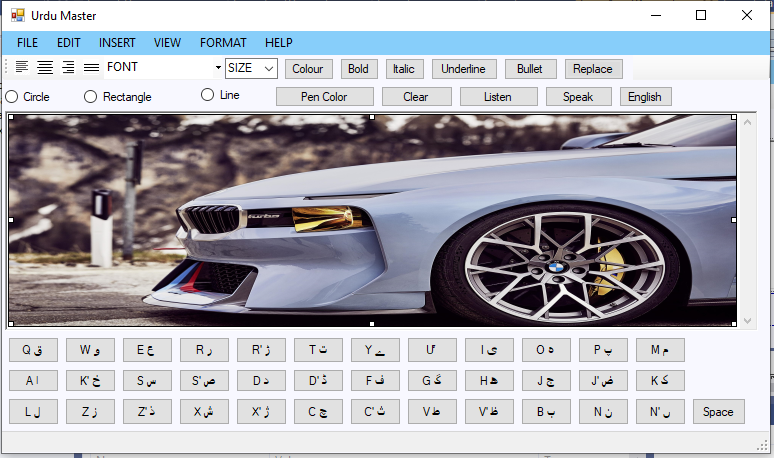 Urdu Master
FILE EDIT INSERT VIEW FORMAT HELP
FONT SIZE Colour Bold Italic Underline Bullet Replace
Circle Rectangle Line Pen Color Clear Listen Speak English
turbo
Q ق W و E ع R ر R' ڑ T ت Y ے I ی O ہ P پ M م
A ا K' خ S س S' ص D د D' ڈ F ف G گ H ھ J ج J' ض K ک
L ل Z ز Z' ذ X ش X' ژ C چ C' ث V ط V' ظ B ب N ن N' ں Space